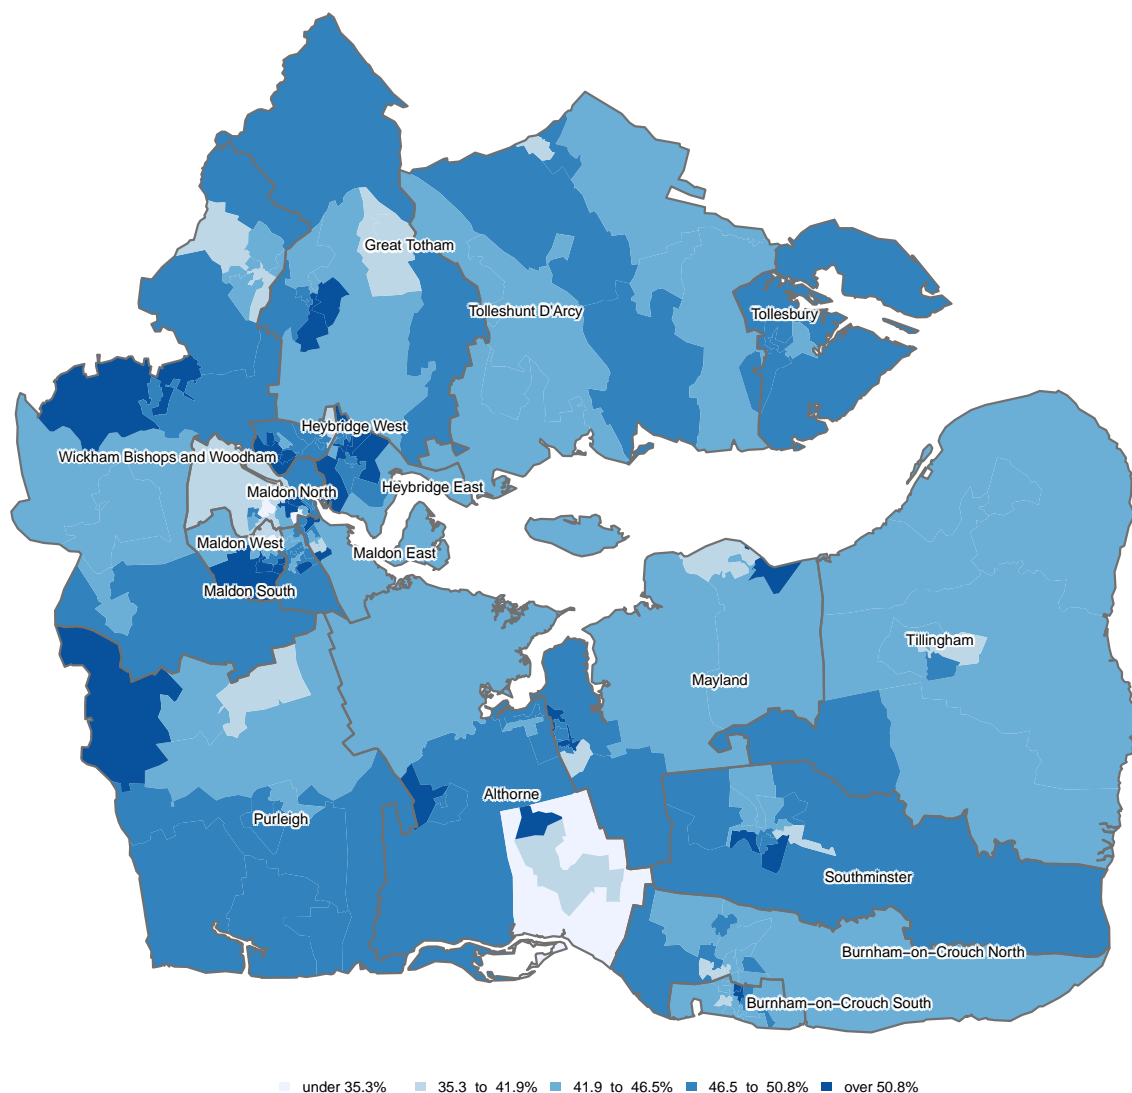 Great Totham
Tolleshunt D'Arcy
Tollesbury
Heybridge West
Wickham Bishops and Woodham
Heybridge East
Maldon North
Maldon West
Maldon East
Maldon South
Tillingham
Mayland
Althorne
Purleigh
Southminster
Burnham−on−Crouch North
Burnham−on−Crouch South
under 35.3% 35.3 to 41.9% 41.9 to 46.5% 46.5 to 50.8% over 50.8%